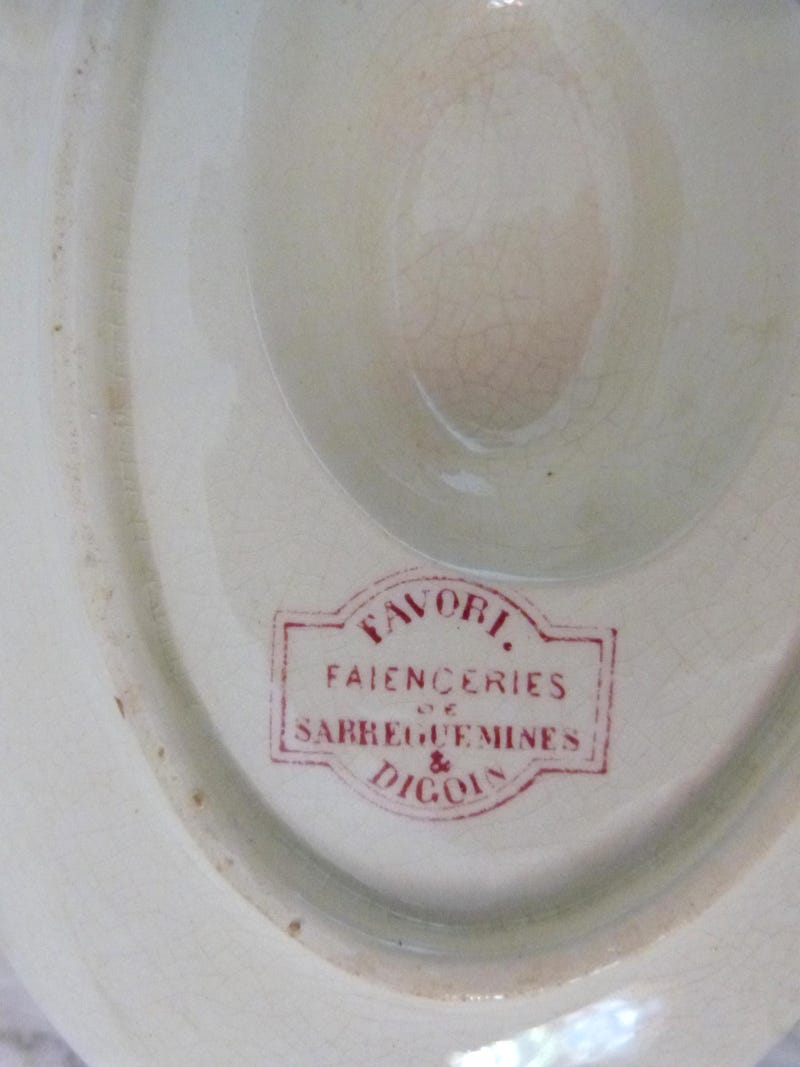 FAVORI.
FAIENCERIES
DE
SARREGUEMINES
&
DIGOIN